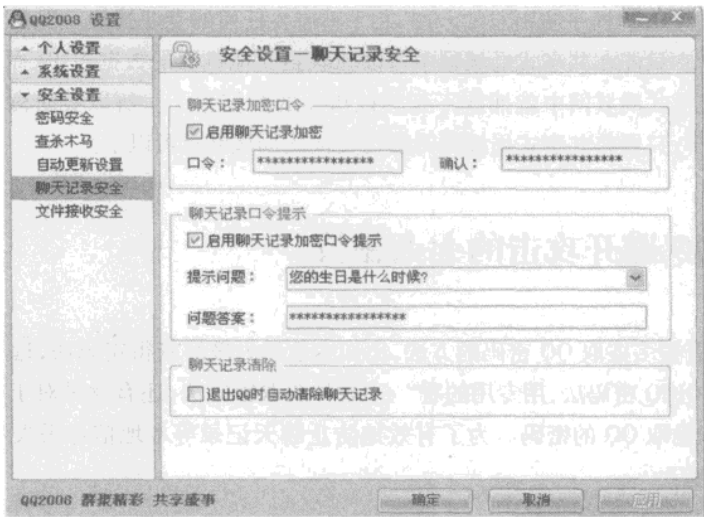 QQ2008 设置
个人设置
系统设置
安全设置
密码安全
查杀木马
自动更新设置
聊天记录安全
文件接收安全
安全设置－聊天记录安全
聊天记录加密口令
启用聊天记录加密
口令： **************** 确认： ****************
聊天记录口令提示
启用聊天记录加密口令提示
提示问题： 您的生日是什么时候?
问题答案： ****************
聊天记录清除
退出QQ时自动清除聊天记录
QQ2008 群聚精彩 共享盛事
确定 取消 应用